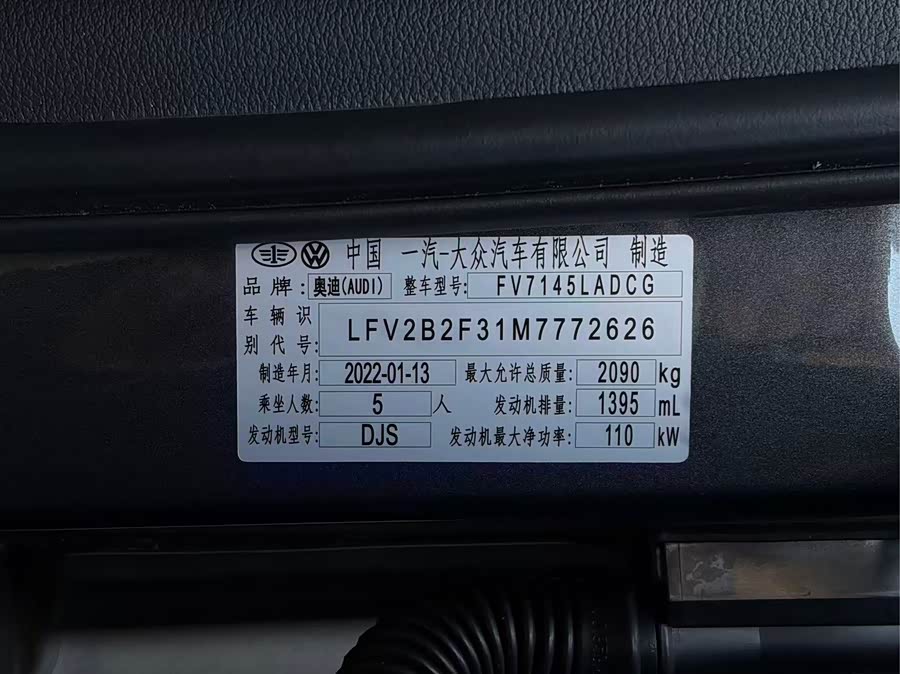 中国 一汽-大众汽车有限公司 制造
品牌: 奥迪(AUDI) 整车型号: FV7145LADCG
车辆识别代号: LFV2B2F31M7772626
制造年月: 2022-01-13 最大允许总质量: 2090 kg
乘坐人数: 5 人 发动机排量: 1395 mL
发动机型号: DJS 发动机最大净功率: 110 kW